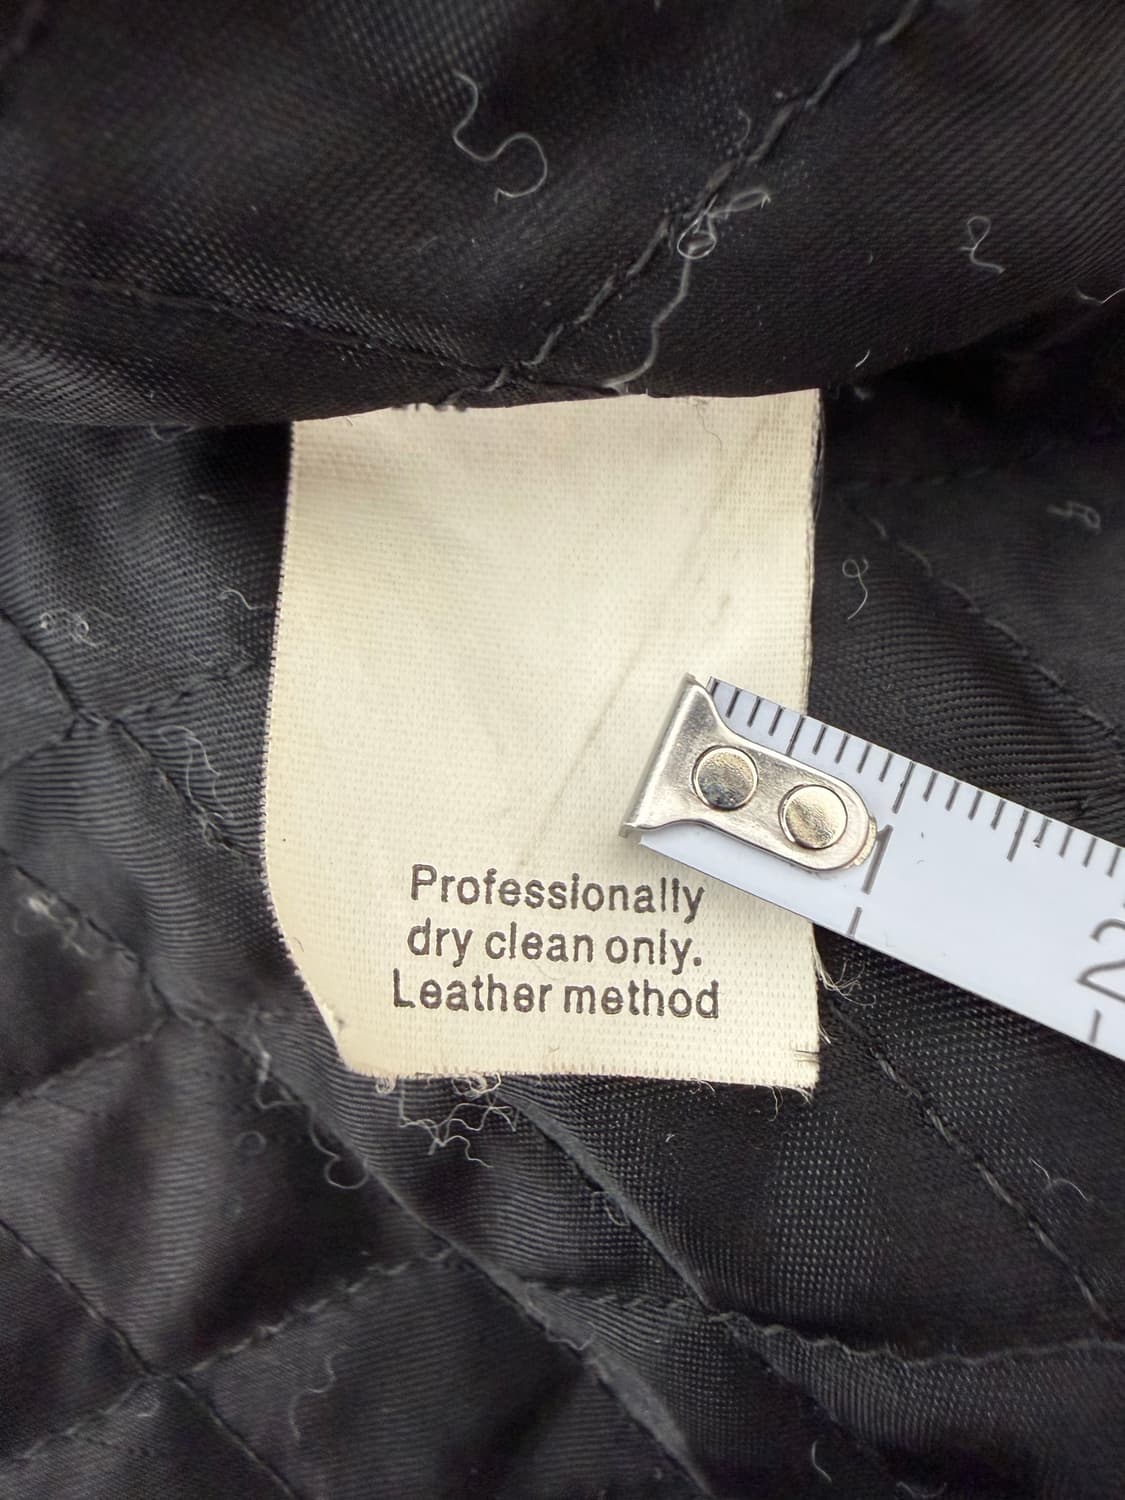 Professionally
dry clean only.
Leather method
1
2